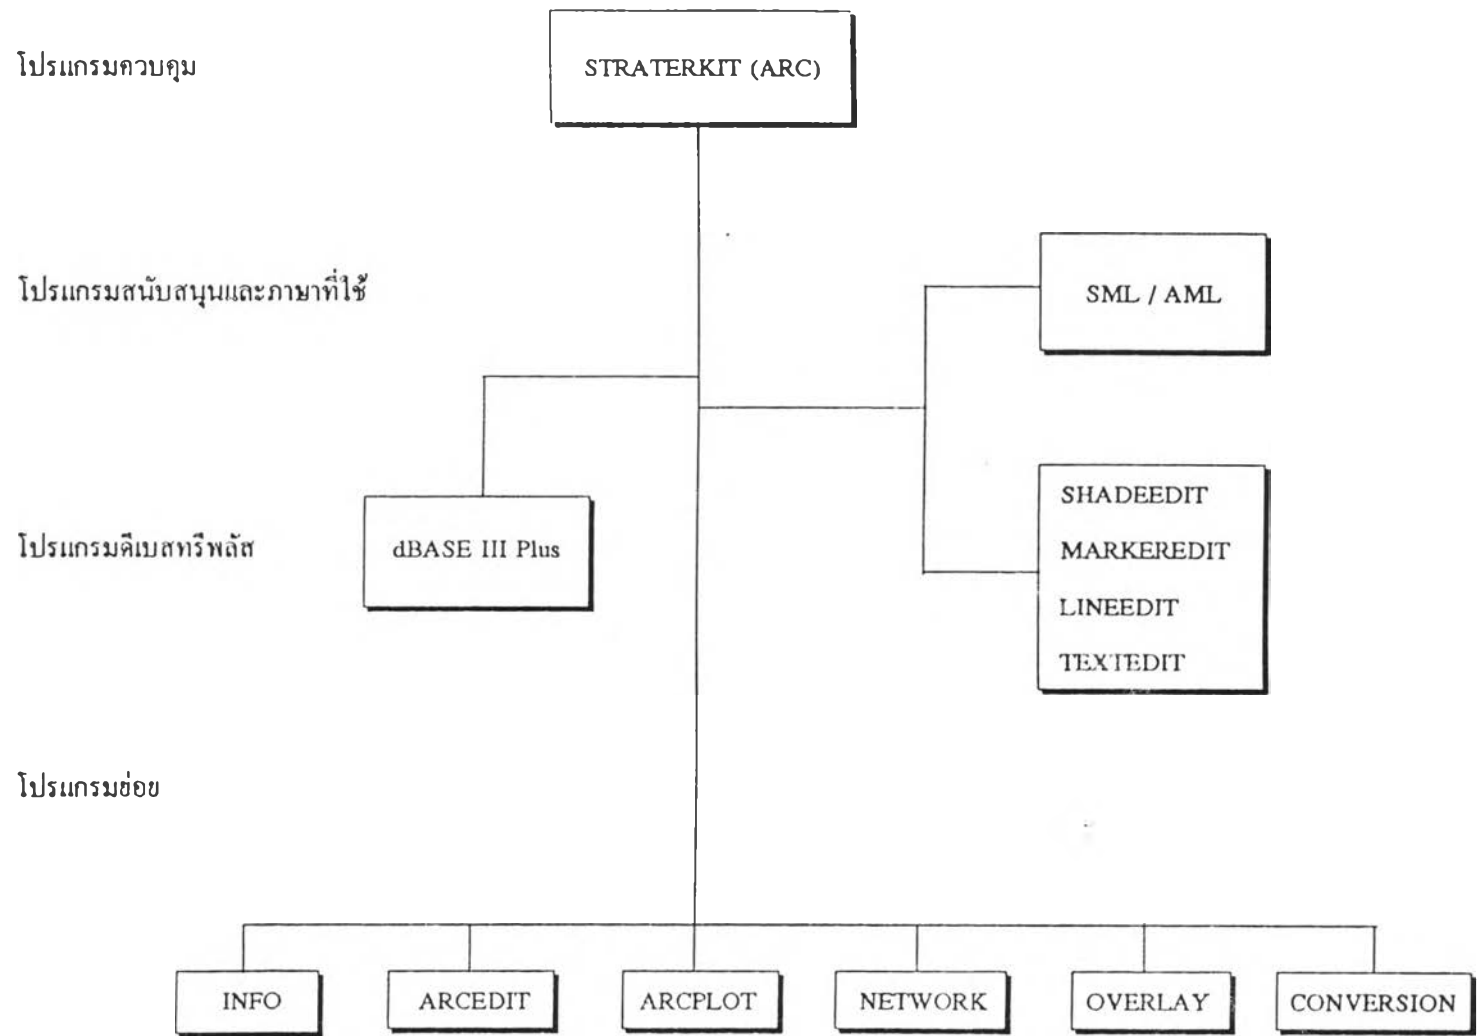 โปรแกรมควบคุม
STRATERKIT (ARC)
โปรแกรมสนับสนุนและภาษาที่ใช้
SML / AML
โปรแกรมดีเบสทรีพลัส
dBASE III Plus
SHADEEDIT
MARKEREDIT
LINEEDIT
TEXTEDIT
โปรแกรมย่อย
INFO
ARCEDIT
ARCPLOT
NETWORK
OVERLAY
CONVERSION